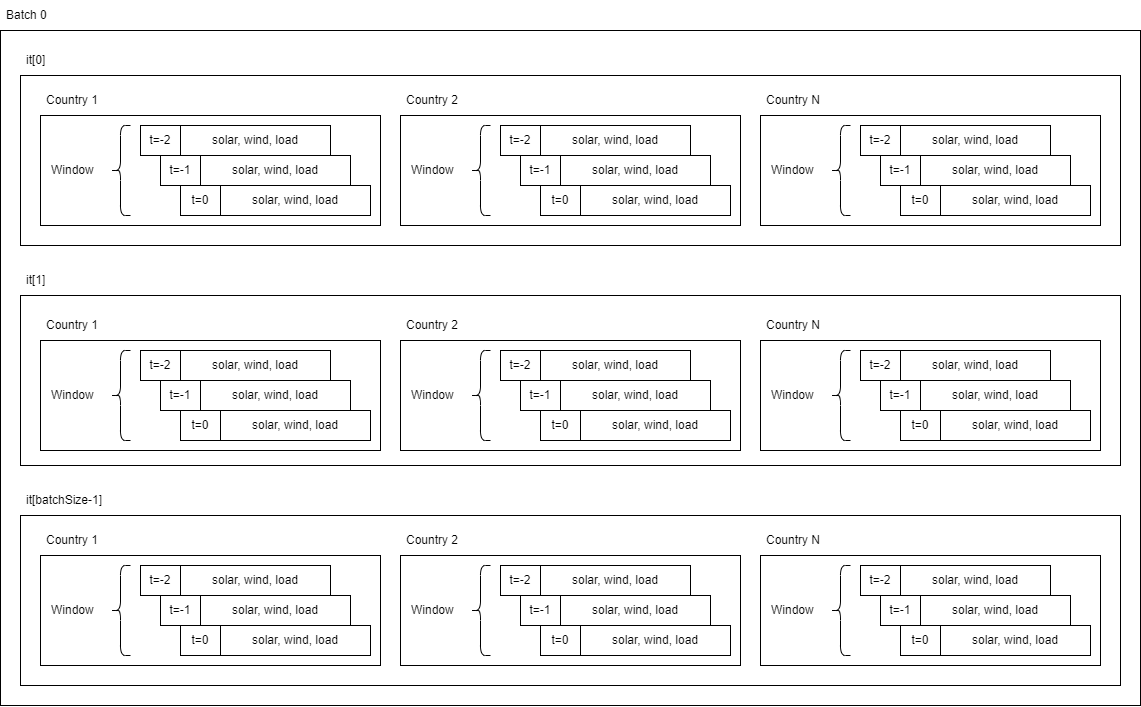 Batch 0
it[0]
Country 1 Country 2 Country N
t=-2 solar, wind, load t=-2 solar, wind, load t=-2 solar, wind, load
Window t=-1 solar, wind, load Window t=-1 solar, wind, load Window t=-1 solar, wind, load
t=0 solar, wind, load t=0 solar, wind, load t=0 solar, wind, load
it[1]
Country 1 Country 2 Country N
t=-2 solar, wind, load t=-2 solar, wind, load t=-2 solar, wind, load
Window t=-1 solar, wind, load Window t=-1 solar, wind, load Window t=-1 solar, wind, load
t=0 solar, wind, load t=0 solar, wind, load t=0 solar, wind, load
it[batchSize-1]
Country 1 Country 2 Country N
t=-2 solar, wind, load t=-2 solar, wind, load t=-2 solar, wind, load
Window t=-1 solar, wind, load Window t=-1 solar, wind, load Window t=-1 solar, wind, load
t=0 solar, wind, load t=0 solar, wind, load t=0 solar, wind, load